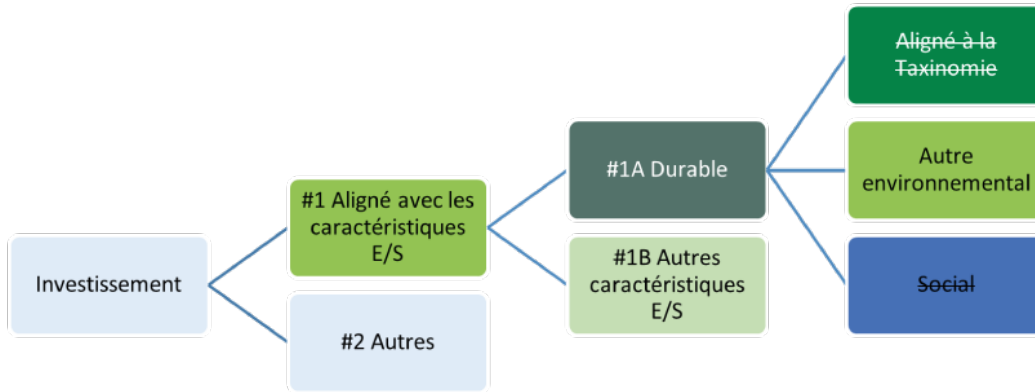 Investissement
#1 Aligné avec les
caractéristiques
E/S
#2 Autres
#1A Durable
#1B Autres
caractéristiques
E/S
Aligné à la
Taxinomie
Autre
environnemental
Social